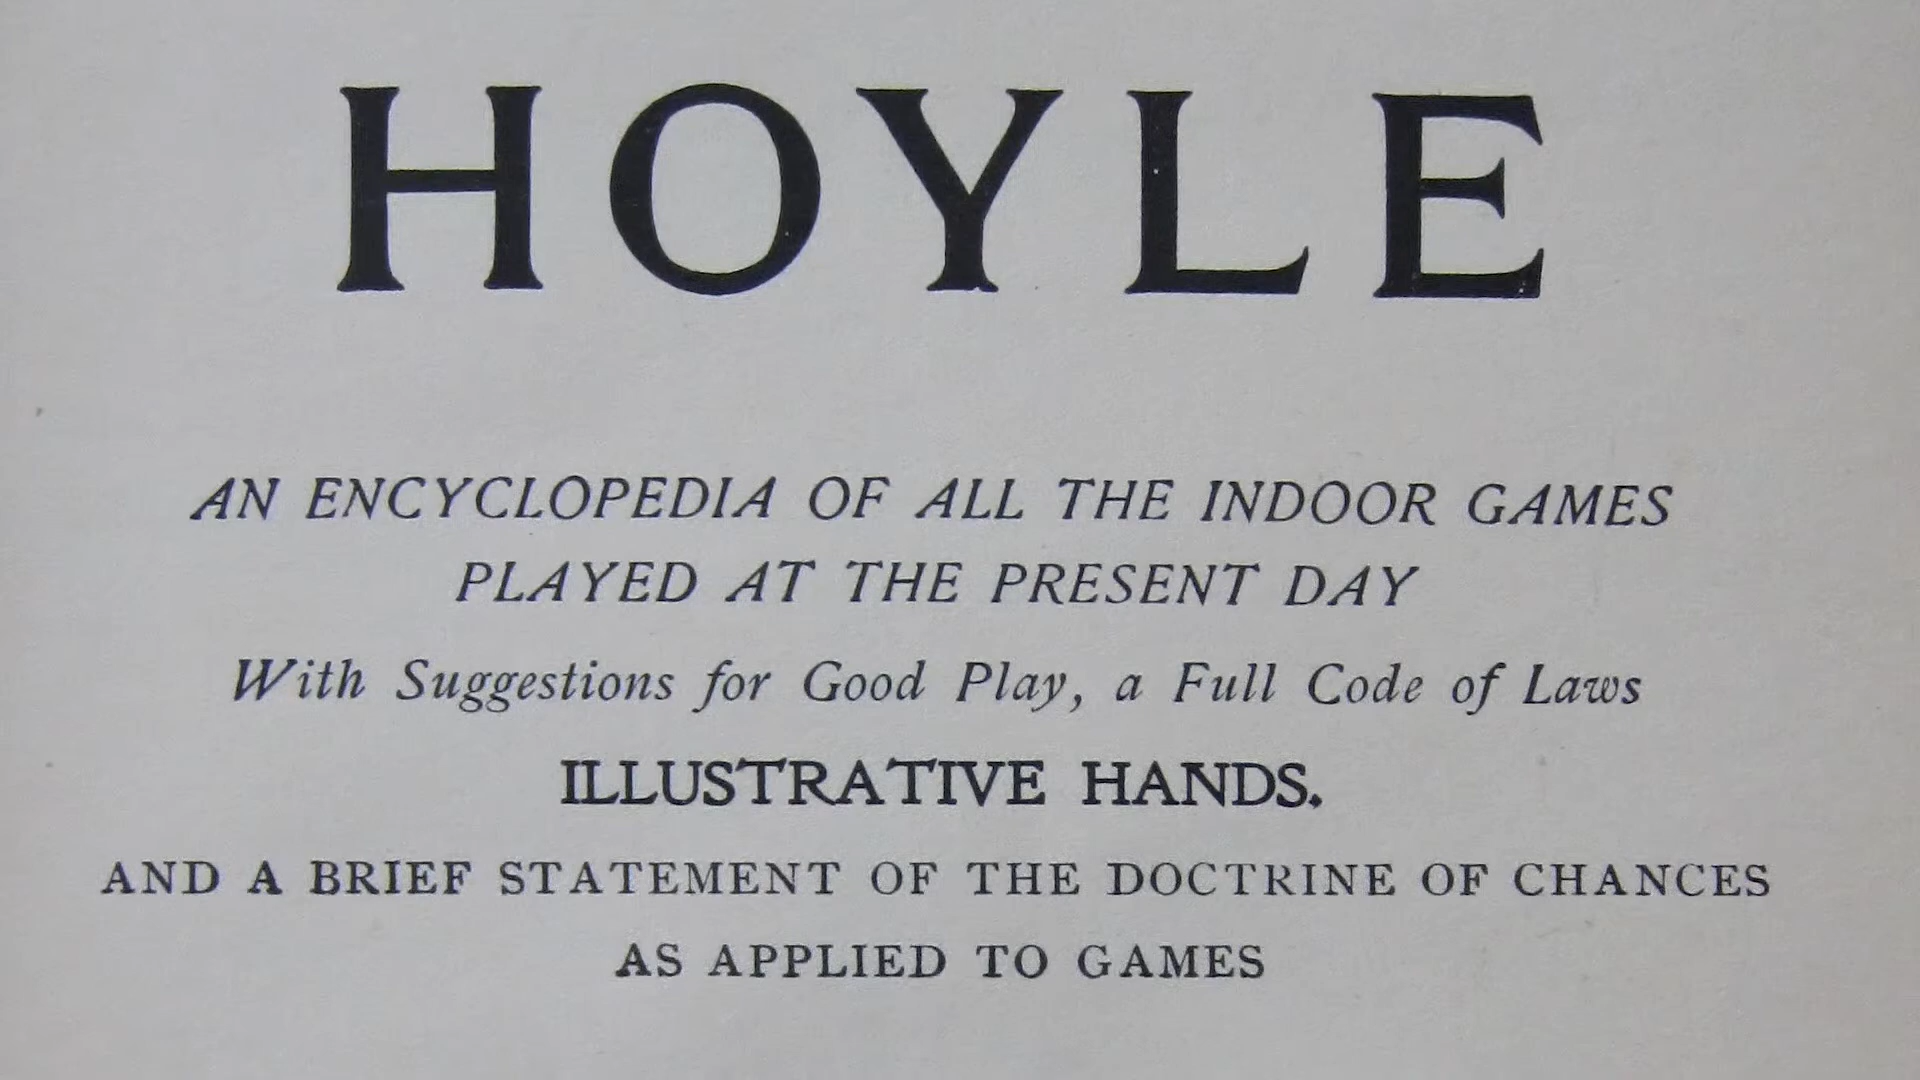 HOYLE
AN ENCYCLOPEDIA OF ALL THE INDOOR GAMES
PLAYED AT THE PRESENT DAY
With Suggestions for Good Play, a Full Code of Laws
ILLUSTRATIVE HANDS.
AND A BRIEF STATEMENT OF THE DOCTRINE OF CHANCES
AS APPLIED TO GAMES